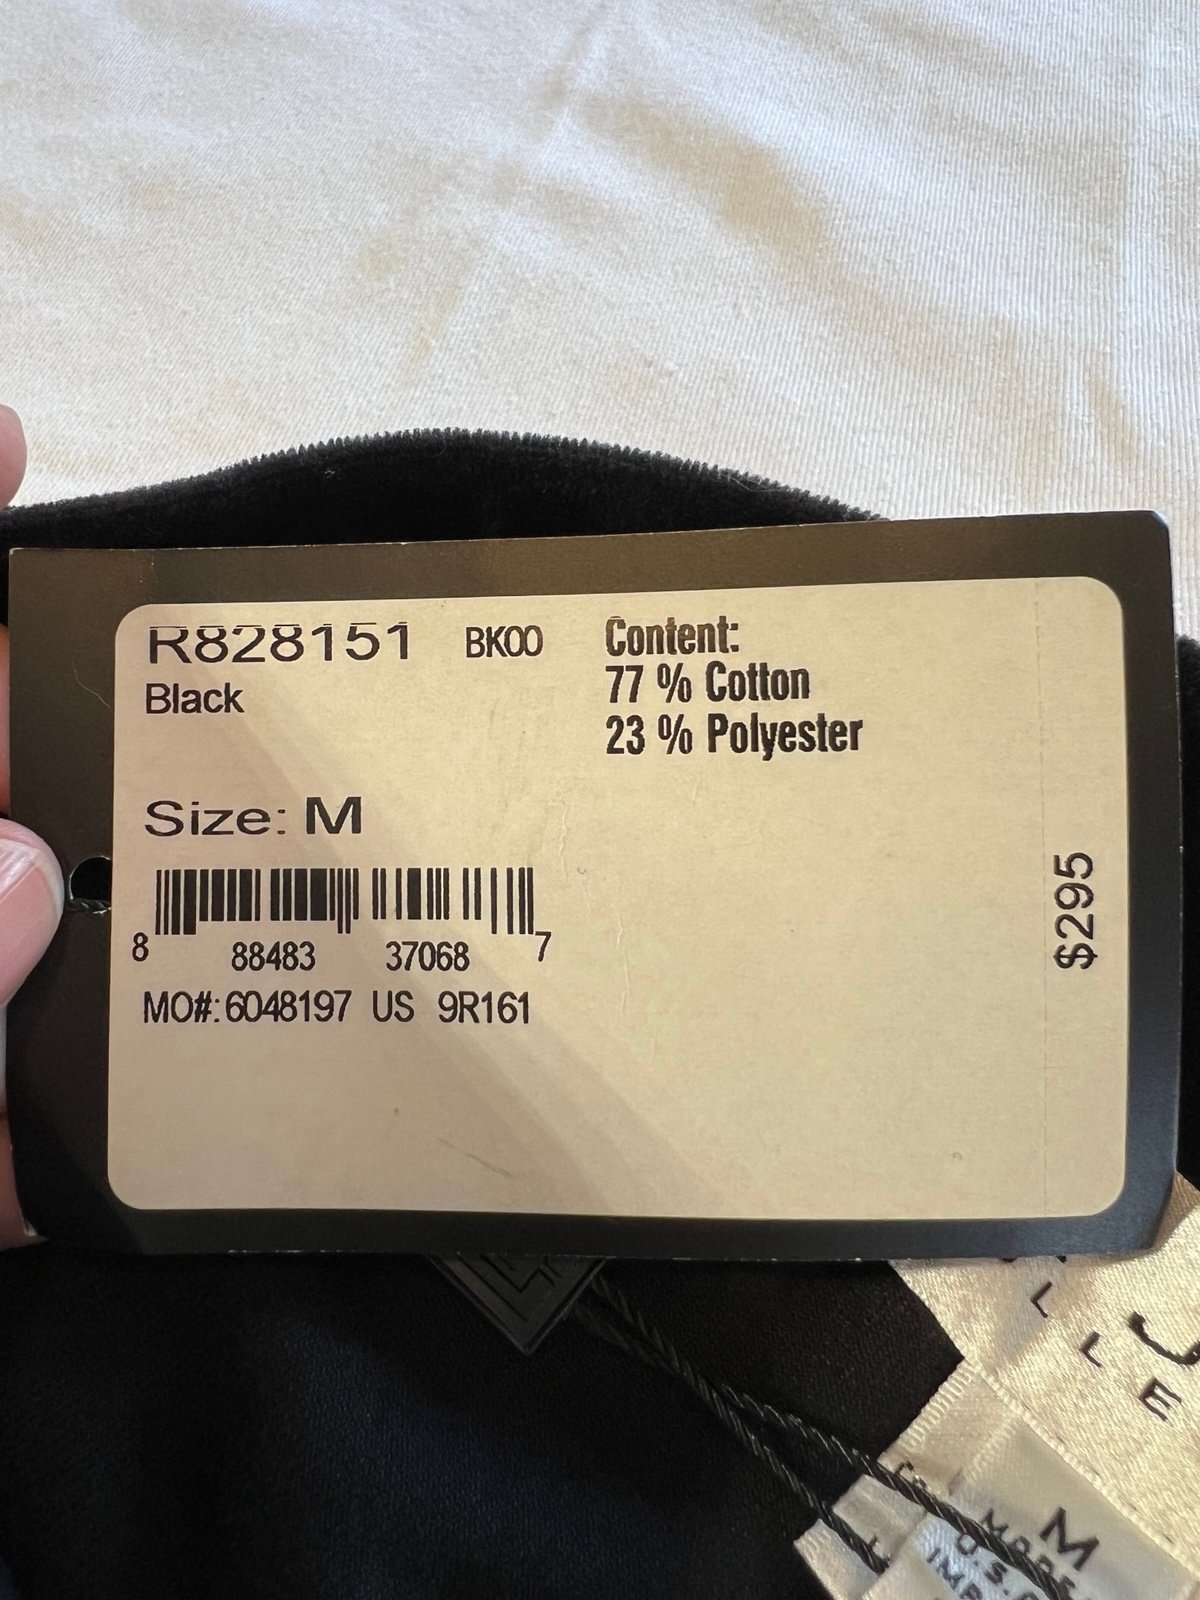 R828151 BK00
Black
Content:
77 % Cotton
23 % Polyester
Size: M
8 88483 37068 7
MO#: 6048197 US 9R161
$295
M